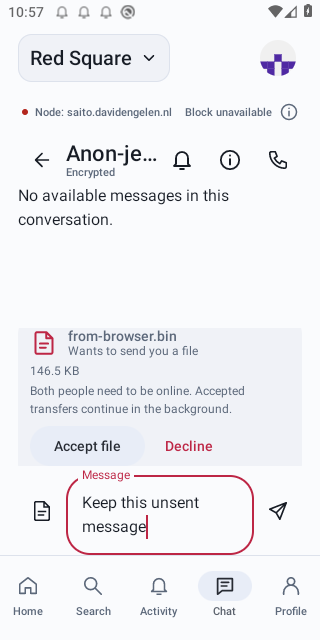 10:57
Red Square
Node: saito.davidengelen.nl Block unavailable
Anon-je...
Encrypted
No available messages in this
conversation.
from-browser.bin
Wants to send you a file
146.5 KB
Both people need to be online. Accepted
transfers continue in the background.
Accept file Decline
Message
Keep this unsent
message
Home Search Activity Chat Profile